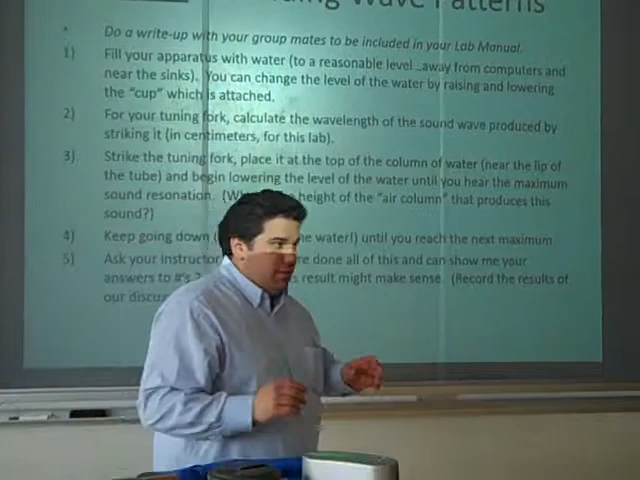 Wave Patterns
Do a write-up with your group mates to be included in your Lab Manual.
1) Fill your apparatus with water (to a reasonable level ..away from computers and
near the sinks). You can change the level of the water by raising and lowering
the "cup" which is attached.
2) For your tuning fork, calculate the wavelength of the sound wave produced by
striking it (in centimeters, for this lab).
3) Strike the tuning fork, place it at the top of the column of water (near the lip of
the tube) and begin lowering the level of the water until you hear the maximum
sound resonation. height of the "air column" that produces this
sound?)
4) Keep going down water!) until you reach the next maximum
5) Ask your instructor done all of this and can show me your
answers to #'s result might make sense. (Record the results of
our